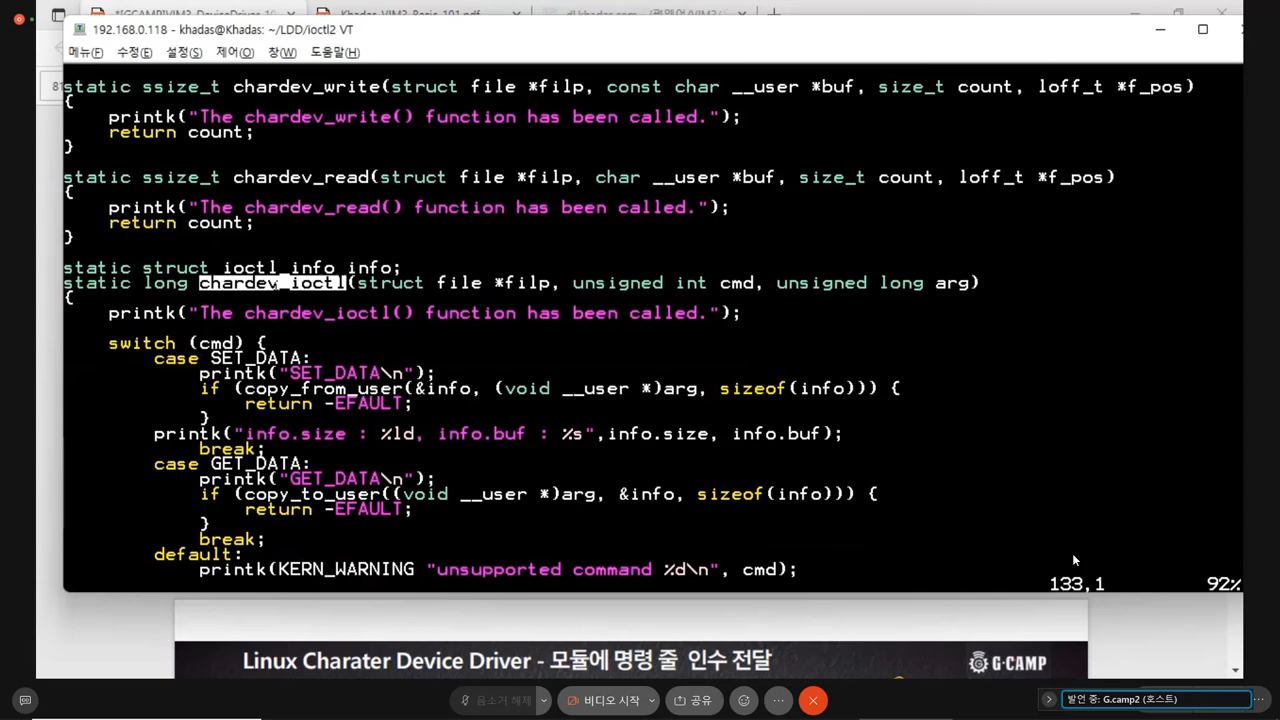 192.168.0.118 - khadas@Khadas: ~/LDD/ioctl2 VT
메뉴(F) 수정(E) 설정(S) 제어(O) 창(W) 도움말(H)
static ssize_t chardev_write(struct file *filp, const char __user *buf, size_t count, loff_t *f_pos)
{
printk("The chardev_write() function has been called.");
return count;
}
static ssize_t chardev_read(struct file *filp, char __user *buf, size_t count, loff_t *f_pos)
{
printk("The chardev_read() function has been called.");
return count;
}
static struct ioctl_info info;
static long chardev_ioctl(struct file *filp, unsigned int cmd, unsigned long arg)
{
printk("The chardev_ioctl() function has been called.");
switch (cmd) {
case SET_DATA:
printk("SET_DATA\n");
if (copy_from_user(&info, (void __user *)arg, sizeof(info))) {
return -EFAULT;
}
printk("info.size : %ld, info.buf : %s",info.size, info.buf);
break;
case GET_DATA:
printk("GET_DATA\n");
if (copy_to_user((void __user *)arg, &info, sizeof(info))) {
return -EFAULT;
}
break;
default:
printk(KERN_WARNING "unsupported command %d\n", cmd);
133,1 92%
Linux Charater Device Driver - 모듈에 명령 줄 인수 전달
G·CAMP
음소거 해제 비디오 시작 공유
발언 중: G.camp2 (호스트)